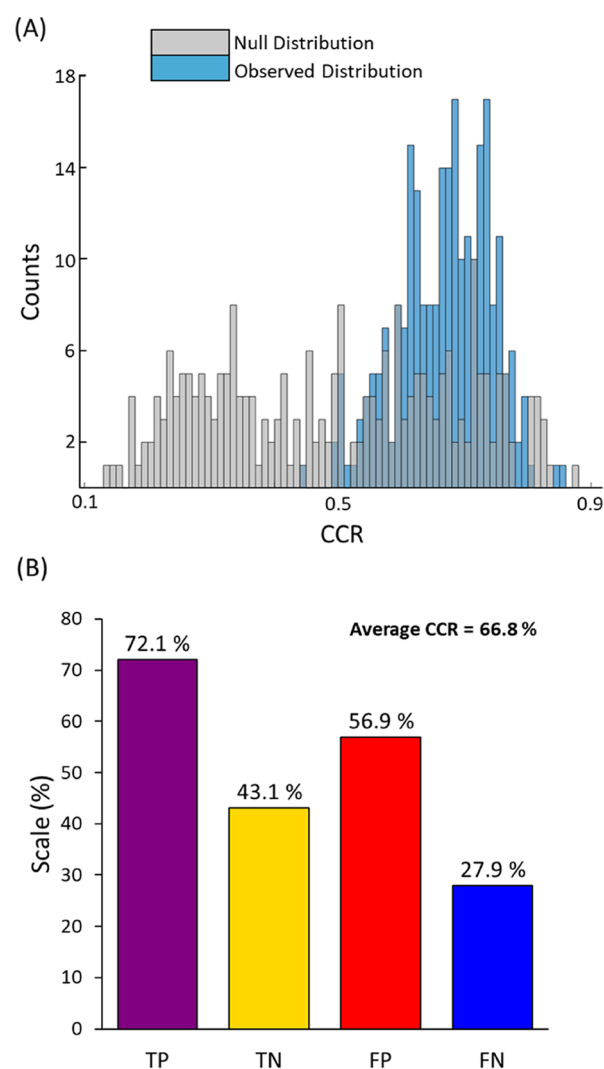 (A)
Null Distribution
Observed Distribution
18
14
10
6
2
Counts
0.1
0.5
0.9
CCR
(B)
Average CCR = 66.8 %
80
70
60
50
40
30
20
10
0
Scale (%)
72.1 %
43.1 %
56.9 %
27.9 %
TP
TN
FP
FN